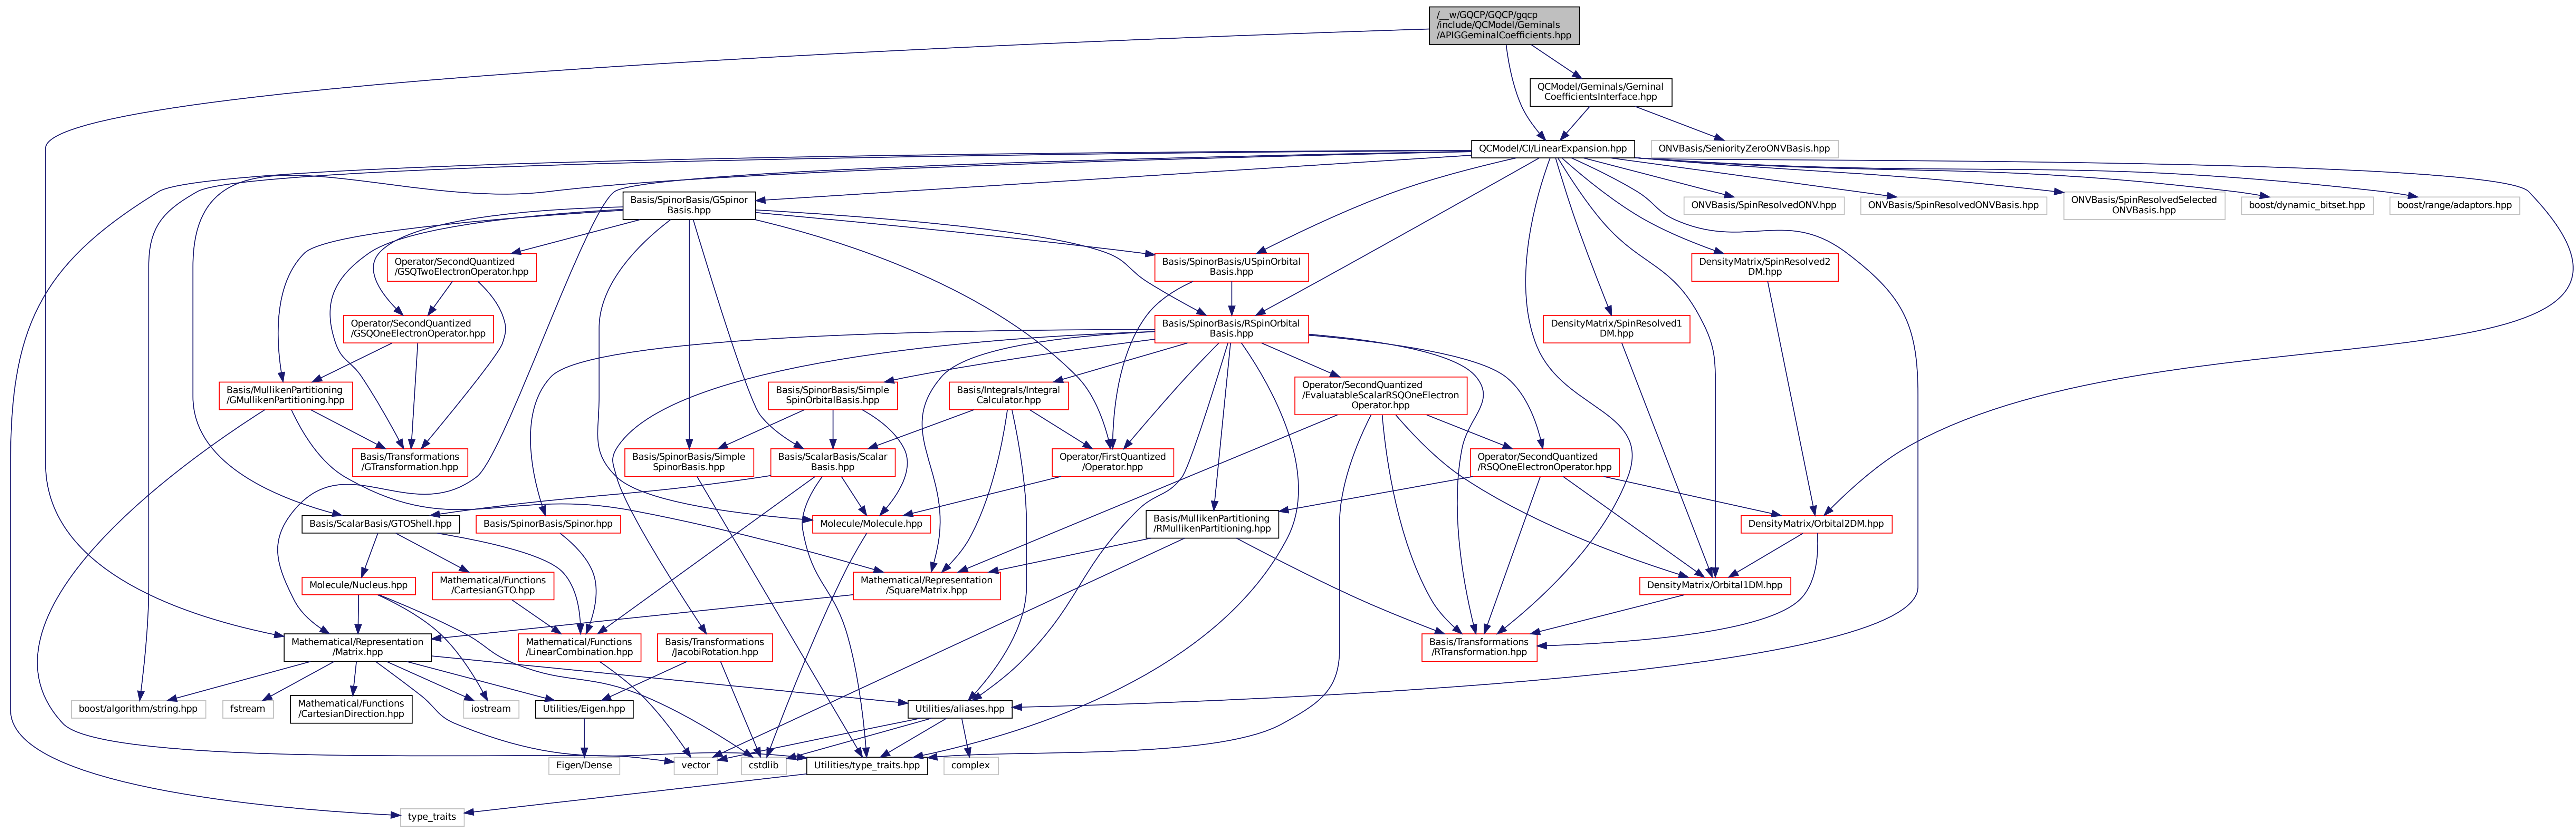 /__w/GQCP/GQCP/gqcp
/include/QCModel/Geminals
/APIGGeminalCoefficients.hpp
QCModel/Geminals/Geminal
CoefficientsInterface.hpp
QCModel/CI/LinearExpansion.hpp
ONVBasis/SeniorityZeroONVBasis.hpp
Basis/SpinorBasis/GSpinor
Basis.hpp
ONVBasis/SpinResolvedONV.hpp
ONVBasis/SpinResolvedONVBasis.hpp
ONVBasis/SpinResolvedSelected
ONVBasis.hpp
boost/dynamic_bitset.hpp
boost/range/adaptors.hpp
Operator/SecondQuantized
/GSQTwoElectronOperator.hpp
Basis/SpinorBasis/USpinOrbital
Basis.hpp
DensityMatrix/SpinResolved2
DM.hpp
Operator/SecondQuantized
/GSQOneElectronOperator.hpp
Basis/SpinorBasis/RSpinOrbital
Basis.hpp
DensityMatrix/SpinResolved1
DM.hpp
Basis/MullikenPartitioning
/GMullikenPartitioning.hpp
Basis/SpinorBasis/Simple
SpinOrbitalBasis.hpp
Basis/Integrals/Integral
Calculator.hpp
Operator/SecondQuantized
/EvaluatableScalarRSQOneElectron
Operator.hpp
Basis/Transformations
/GTransformation.hpp
Basis/SpinorBasis/Simple
SpinorBasis.hpp
Basis/ScalarBasis/Scalar
Basis.hpp
Operator/FirstQuantized
/Operator.hpp
Operator/SecondQuantized
/RSQOneElectronOperator.hpp
Basis/ScalarBasis/GTOShell.hpp
Basis/SpinorBasis/Spinor.hpp
Molecule/Molecule.hpp
Basis/MullikenPartitioning
/RMullikenPartitioning.hpp
DensityMatrix/Orbital2DM.hpp
Molecule/Nucleus.hpp
Mathematical/Functions
/CartesianGTO.hpp
Mathematical/Representation
/SquareMatrix.hpp
DensityMatrix/Orbital1DM.hpp
Mathematical/Representation
/Matrix.hpp
Mathematical/Functions
/LinearCombination.hpp
Basis/Transformations
/JacobiRotation.hpp
Basis/Transformations
/RTransformation.hpp
boost/algorithm/string.hpp
fstream
Mathematical/Functions
/CartesianDirection.hpp
iostream
Utilities/Eigen.hpp
Utilities/aliases.hpp
Eigen/Dense
vector
cstdlib
Utilities/type_traits.hpp
complex
type_traits